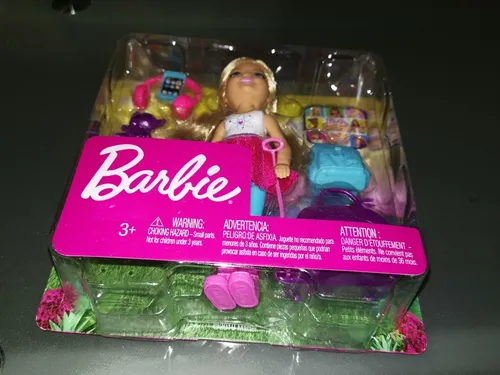 Barbie
3+
WARNING:
CHOKING HAZARD – Small parts.
Not for children under 3 years.
ADVERTENCIA:
PELIGRO DE ASFIXIA. Juguete no recomendado para
menores de 3 años. Contiene piezas pequeñas que podrían
provocar asfixia en caso de ser ingeridas por el niño/a.
ATTENTION :
DANGER D'ÉTOUFFEMENT –
Petits éléments. Ne convient pas
aux enfants de moins de 36 mois.